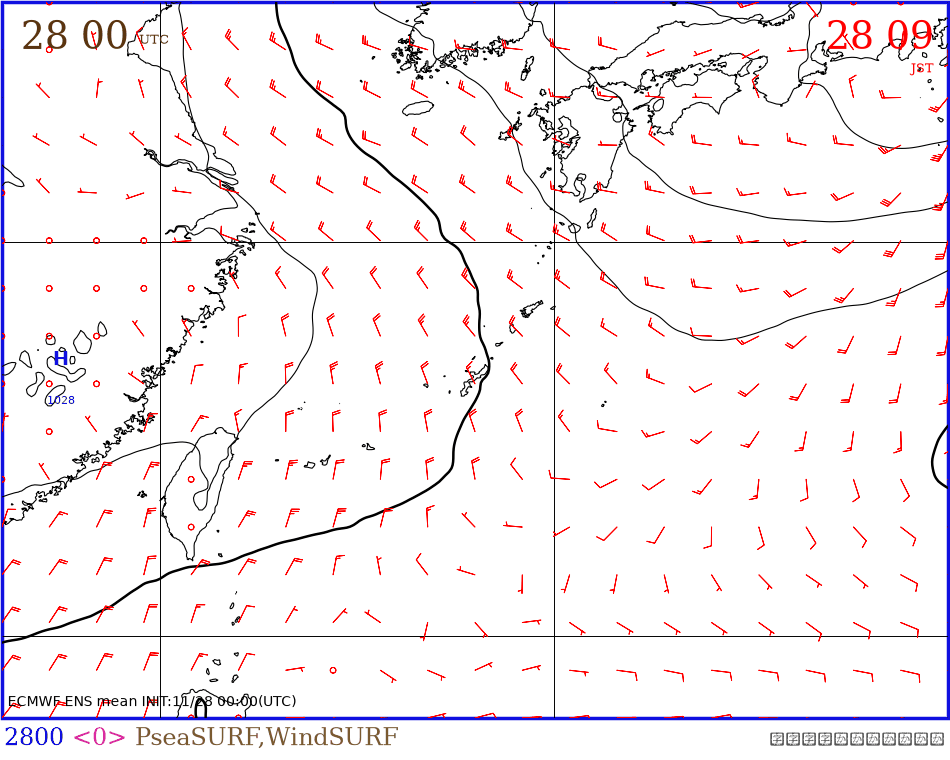 28 00 UTC
28 09
JST
H
1028
ECMWF ENS mean INIT:11/28 00:00(UTC)
2800 <0> PseaSURF,WindSURF